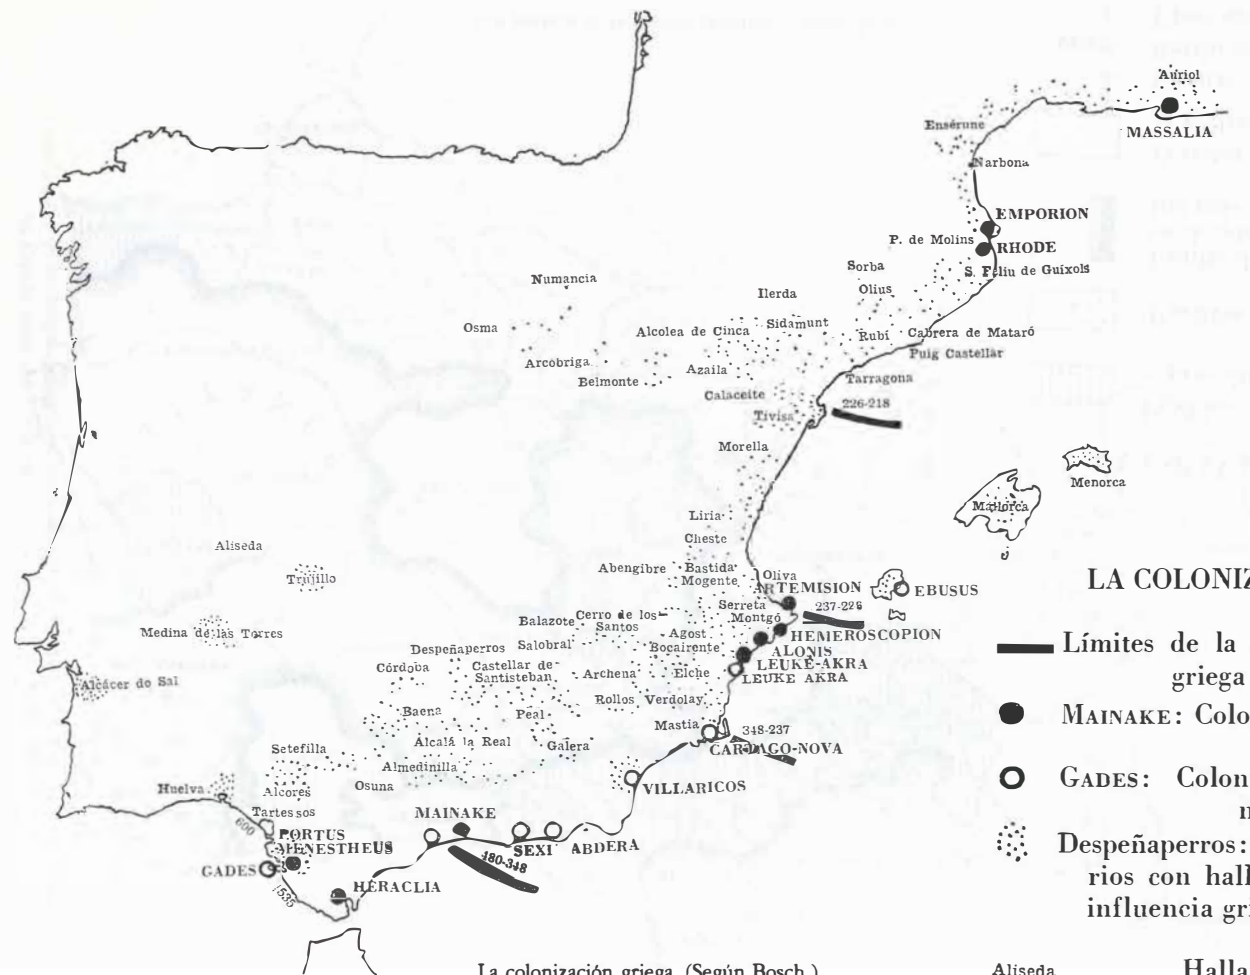 Auriol
MASSALIA
Ensérune
Narbona
EMPORION
P. de Molins
RHODE
Sorba
S. Feliu de Guíxols
Numancia
Ilerda
Olius
Osma
Alcolea de Cinca
Sidamunt
Rubí
Cabrera de Mataró
Arcobriga
Puig Castellar
Belmonte
Azaila
Tarragona
Calaceite
226-218
Tivisa
Morella
Menorca
Mallorca
Liria
Cheste
Aliseda
Trujillo
Abengibre
Bastida
Mogente
Oliva
ARTEMISION
EBUSUS
LA COLONIZ
Serreta
237-226
Montgó
Balazote
Cerro de los
Santos
Medina de las Torres
Agost
HEMEROSCOPION
Despeñaperros
Salobral
Bocairente
ALONIS
Límites de la
griega
Córdoba
Castellar de
Santisteban
Archena
Elche
LEUKE-AKRA
LEUKE AKRA
Alcácer do Sal
Rollos
Verdolay
Baena
Peal
Mastia
348-237
MAINAKE: Colo
Setefilla
Alcalá la Real
Galera
CARDAGO-NOVA
Almedinilla
Huelva
Alcores
Osuna
VILLARICOS
GADES: Colon
n
Tartessos
MAINAKE
600
PORTUS
MENESTHEUS
SEXI
ABDERA
Despeñaperros:
GADES
480-348
rios con hall
HERACLIA
1535
influencia gri
La colonización griega. (Según Bosch.)
Aliseda
Halla